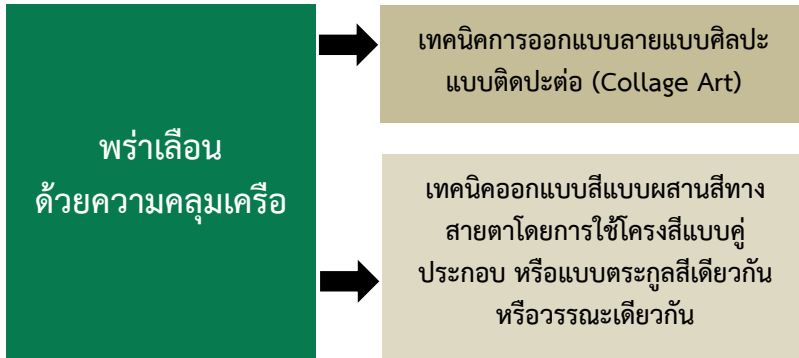 พร่าเลือน
ด้วยความคลุมเครือ
เทคนิคการออกแบบลายแบบศิลปะ
แบบติดปะต่อ (Collage Art)
เทคนิคออกแบบสีแบบผสานสีทาง
สายตาโดยการใช้โครงสีแบบคู่
ประกอบ หรือแบบตระกูลสีเดียวกัน
หรือวรรณะเดียวกัน